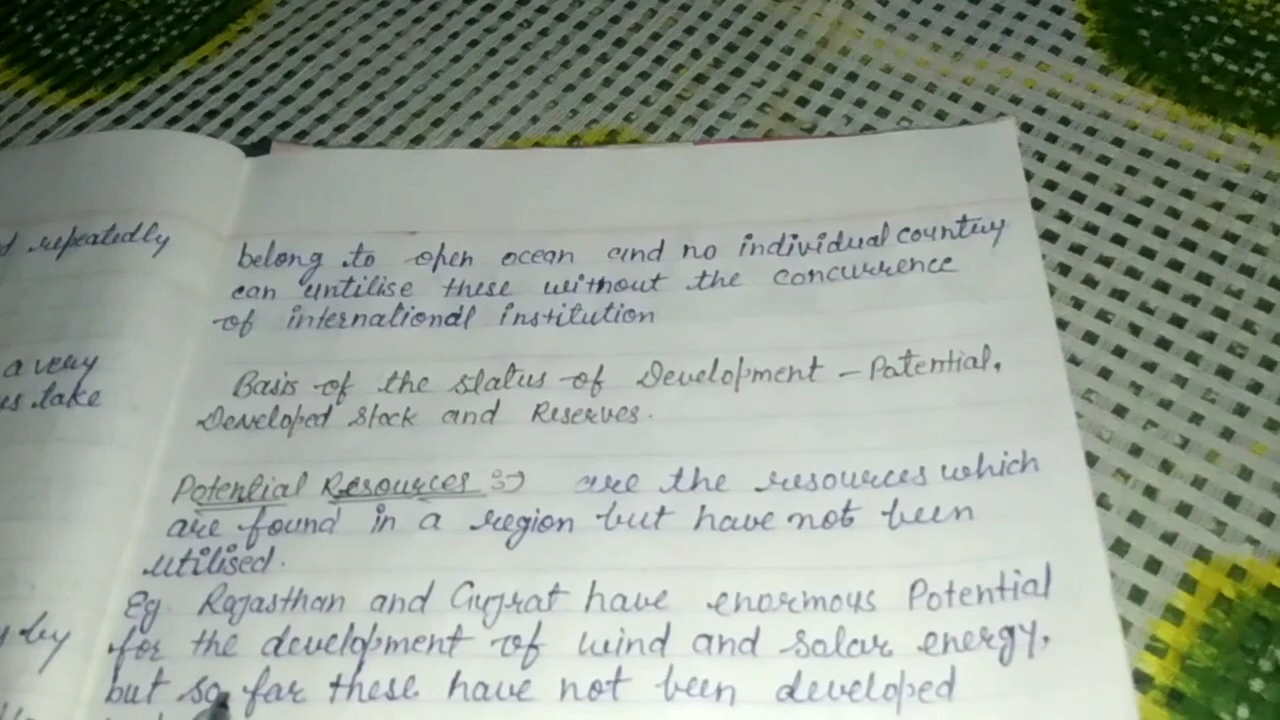 repeatedly
a very
es take
by
belong to open ocean and no individual country
can untilise these without the concurrence
of international institution
Basis of the status of Development - Patential,
Developed Stock and Reserves.
Potential Resources :→ are the resources which
are found in a region but have not been
utilised.
Eg. Rajasthan and Gujrat have enormous Potential
for the development of wind and solar energy,
but so far these have not been developed